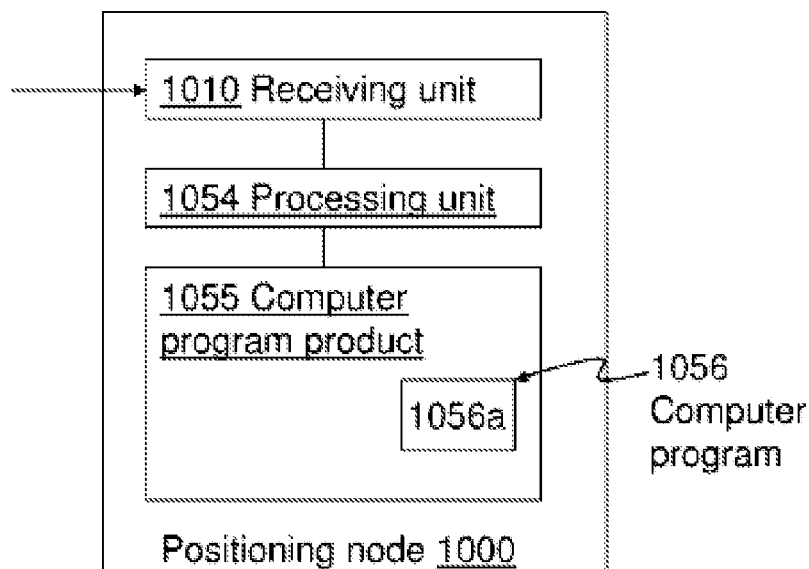 1010 Receiving unit
1054 Processing unit
1055 Computer
program product
1056a
1056
Computer
program
Positioning node 1000